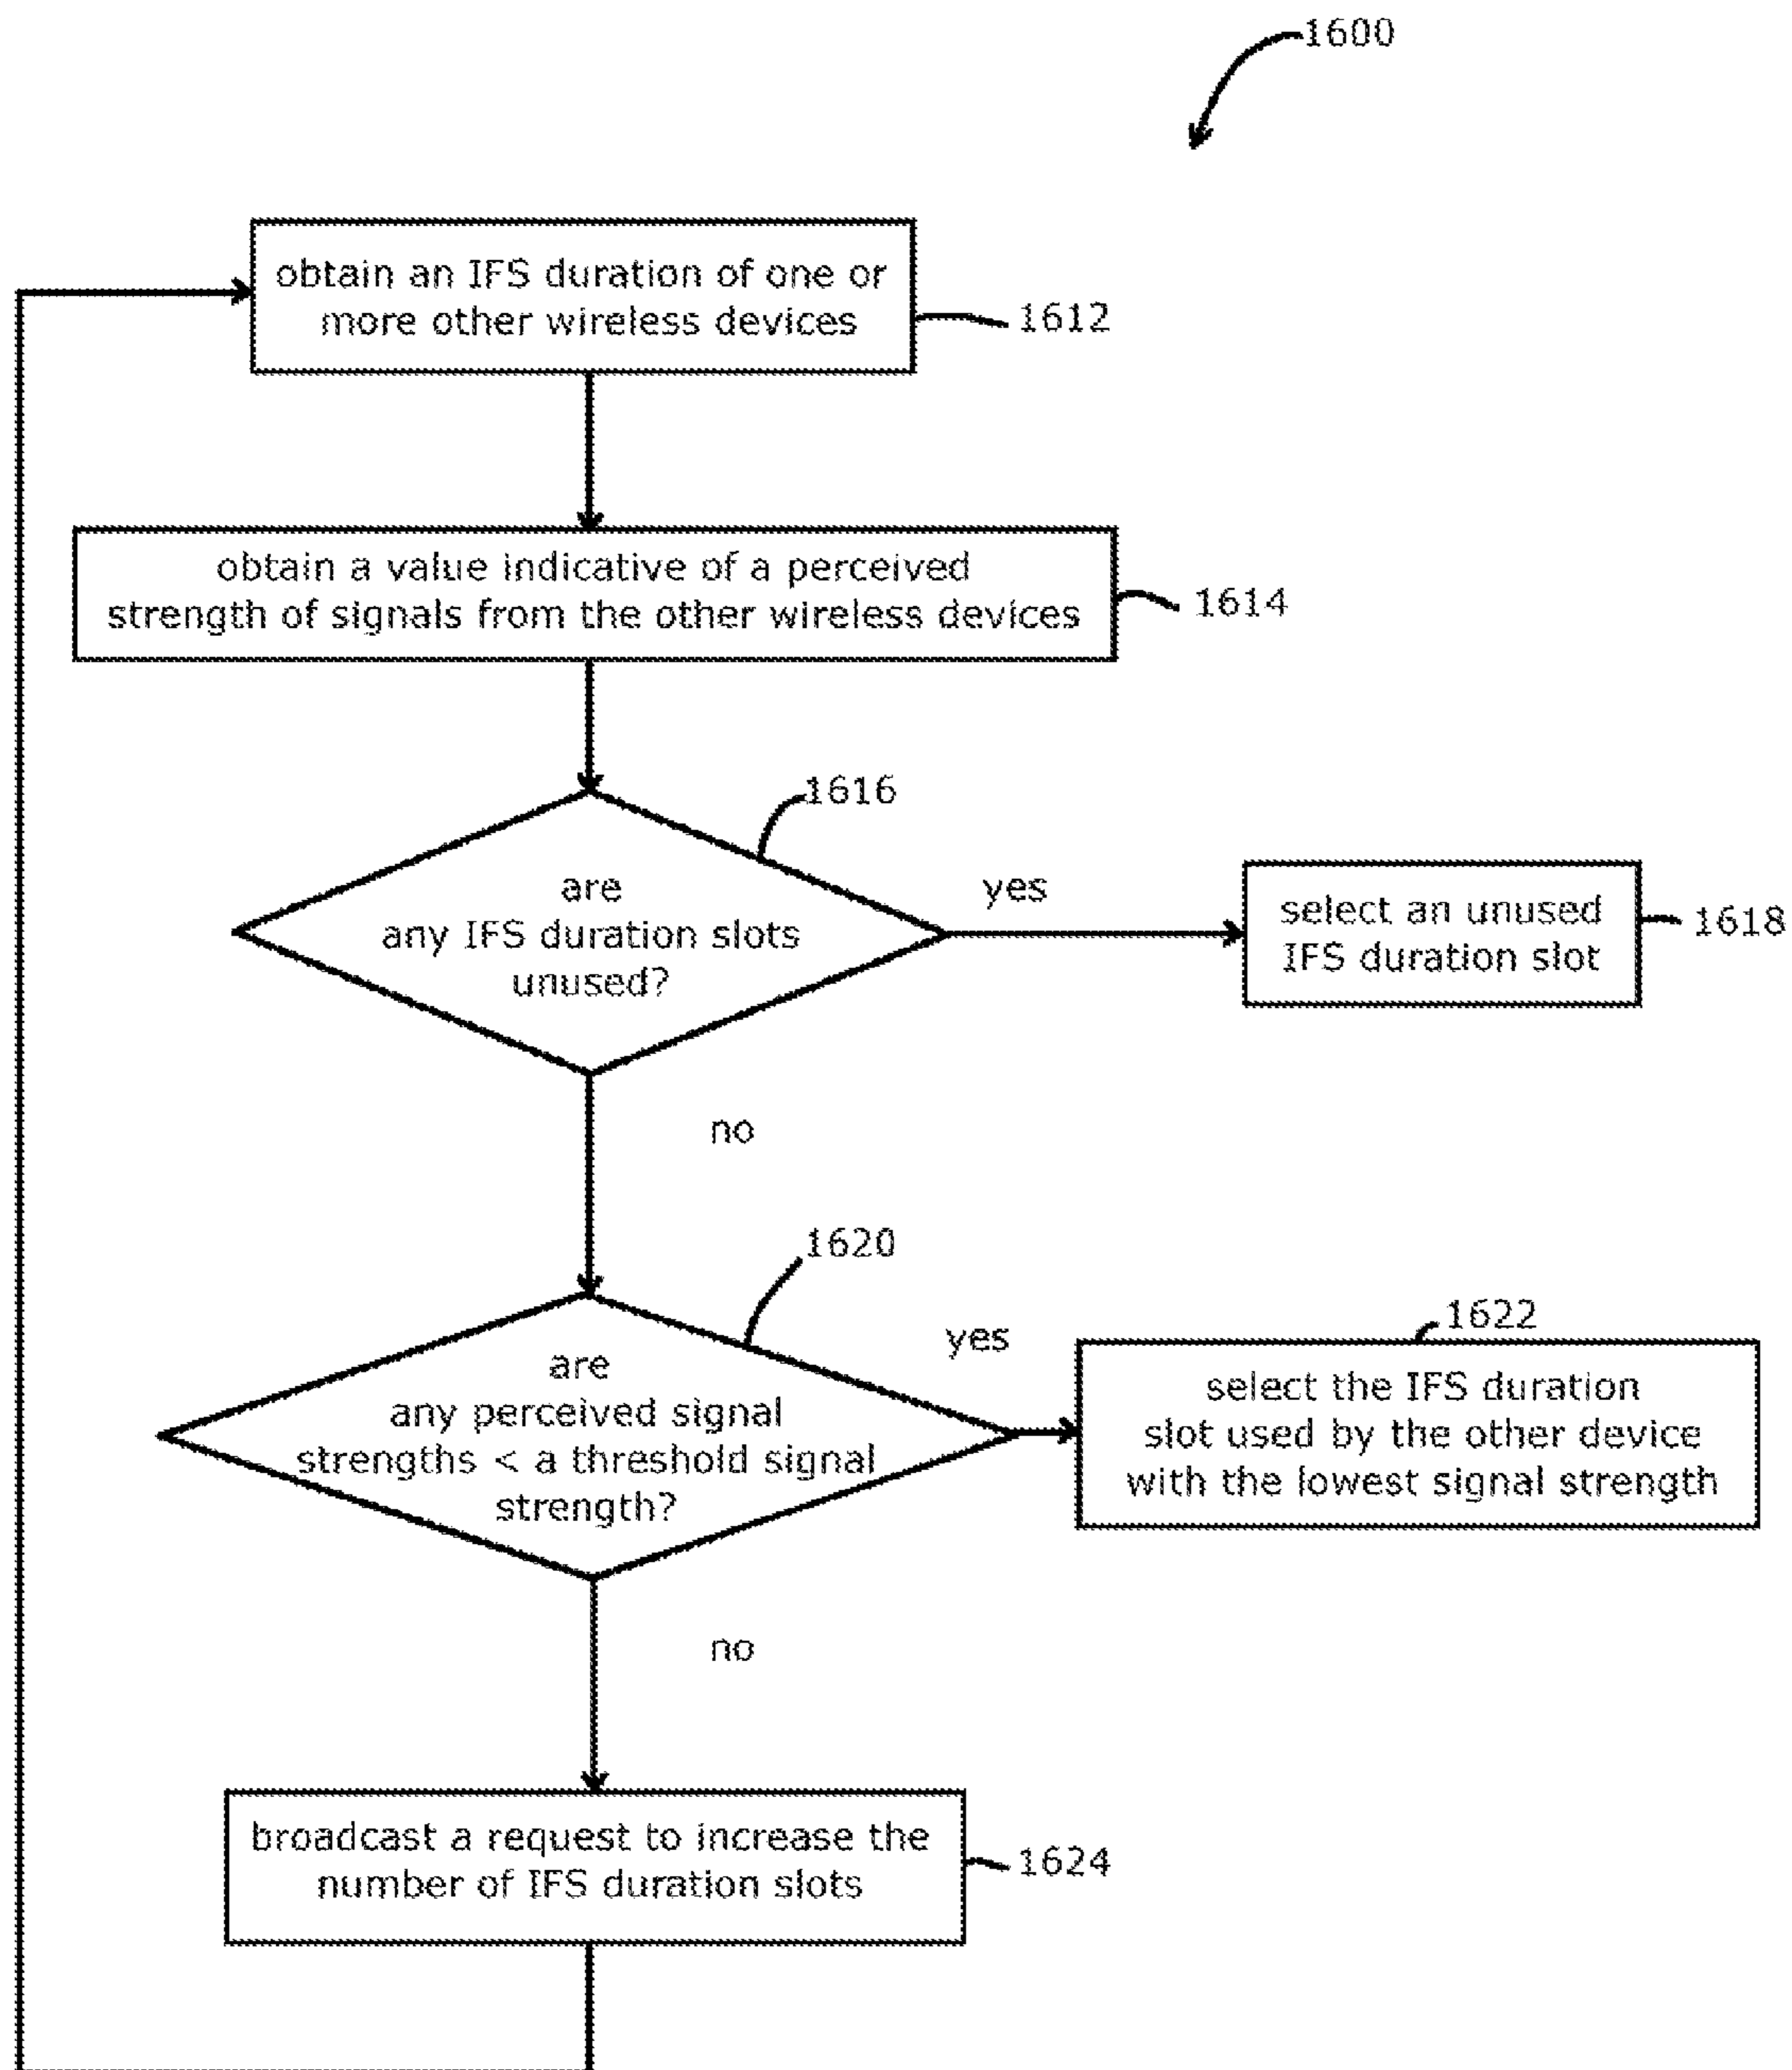 1600
obtain an IFS duration of one or
more other wireless devices
1612
obtain a value indicative of a perceived
strength of signals from the other wireless devices
1614
1616
are
any IFS duration slots
unused?
yes
select an unused
IFS duration slot
1618
no
1620
are
any perceived signal
strengths < a threshold signal
strength?
yes
1622
select the IFS duration
slot used by the other device
with the lowest signal strength
no
broadcast a request to increase the
number of IFS duration slots
1624